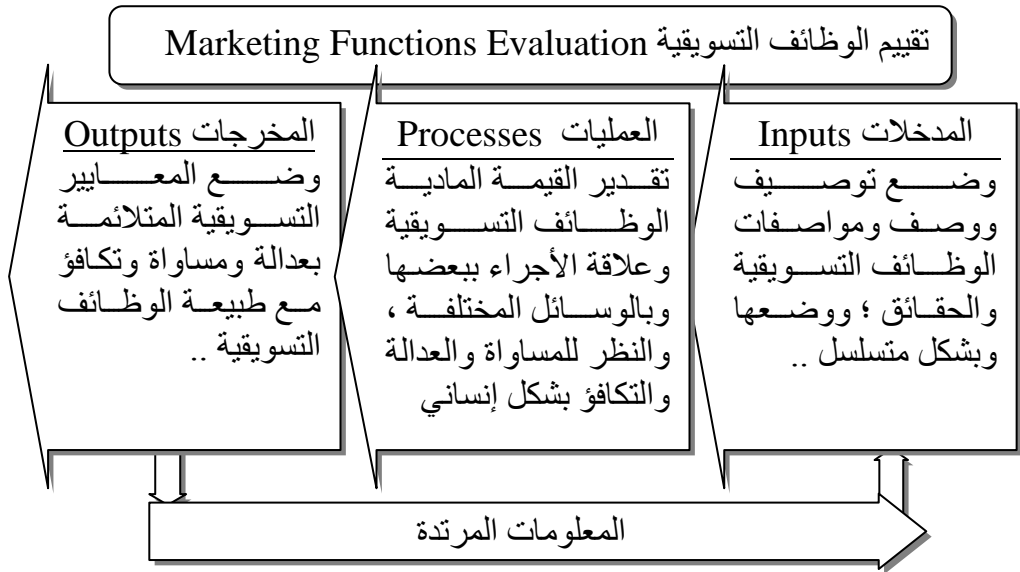 تقييم الوظائف التسويقية Marketing Functions Evaluation
المدخلات Inputs
وضع توصيف
ووصف ومواصفات
الوظائف التسويقية
والحقائق ؛ ووضعها
وبشكل متسلسل ..
العمليات Processes
تقدير القيمة المادية
الوظائف التسويقية
وعلاقة الأجراء ببعضها
وبالوسائل المختلفة ،
والنظر للمساواة والعدالة
والتكافؤ بشكل إنساني
المخرجات Outputs
وضع المعايير
التسويقية المتلائمة
بعدالة ومساواة وتكافؤ
مع طبيعة الوظائف
التسويقية ..
المعلومات المرتدة